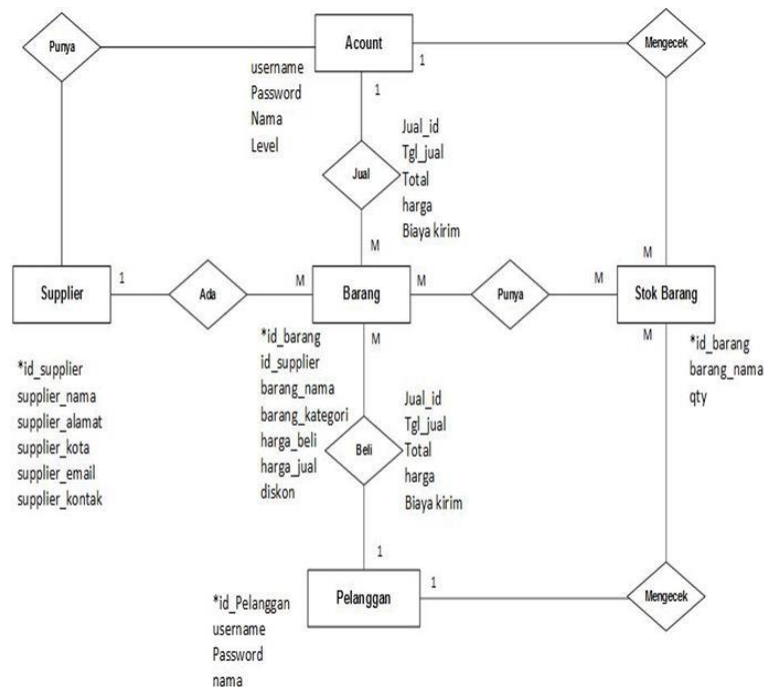 Punya
Acount
Mengecek
1
1
username
Password
Nama
Level
Jual
Jual_id
Tgl_jual
Total
harga
Biaya kirim
M
M
Supplier
1
Ada
M
Barang
M
Punya
M
Stok Barang
*id_supplier
supplier_nama
supplier_alamat
supplier_kota
supplier_email
supplier_kontak
*id_barang
id_supplier
barang_nama
barang_kategori
harga_beli
harga_jual
diskon
M
M
*id_barang
barang_nama
qty
Beli
Jual_id
Tgl_jual
Total
harga
Biaya kirim
1
Pelanggan
1
Mengecek
*id_Pelanggan
username
Password
nama